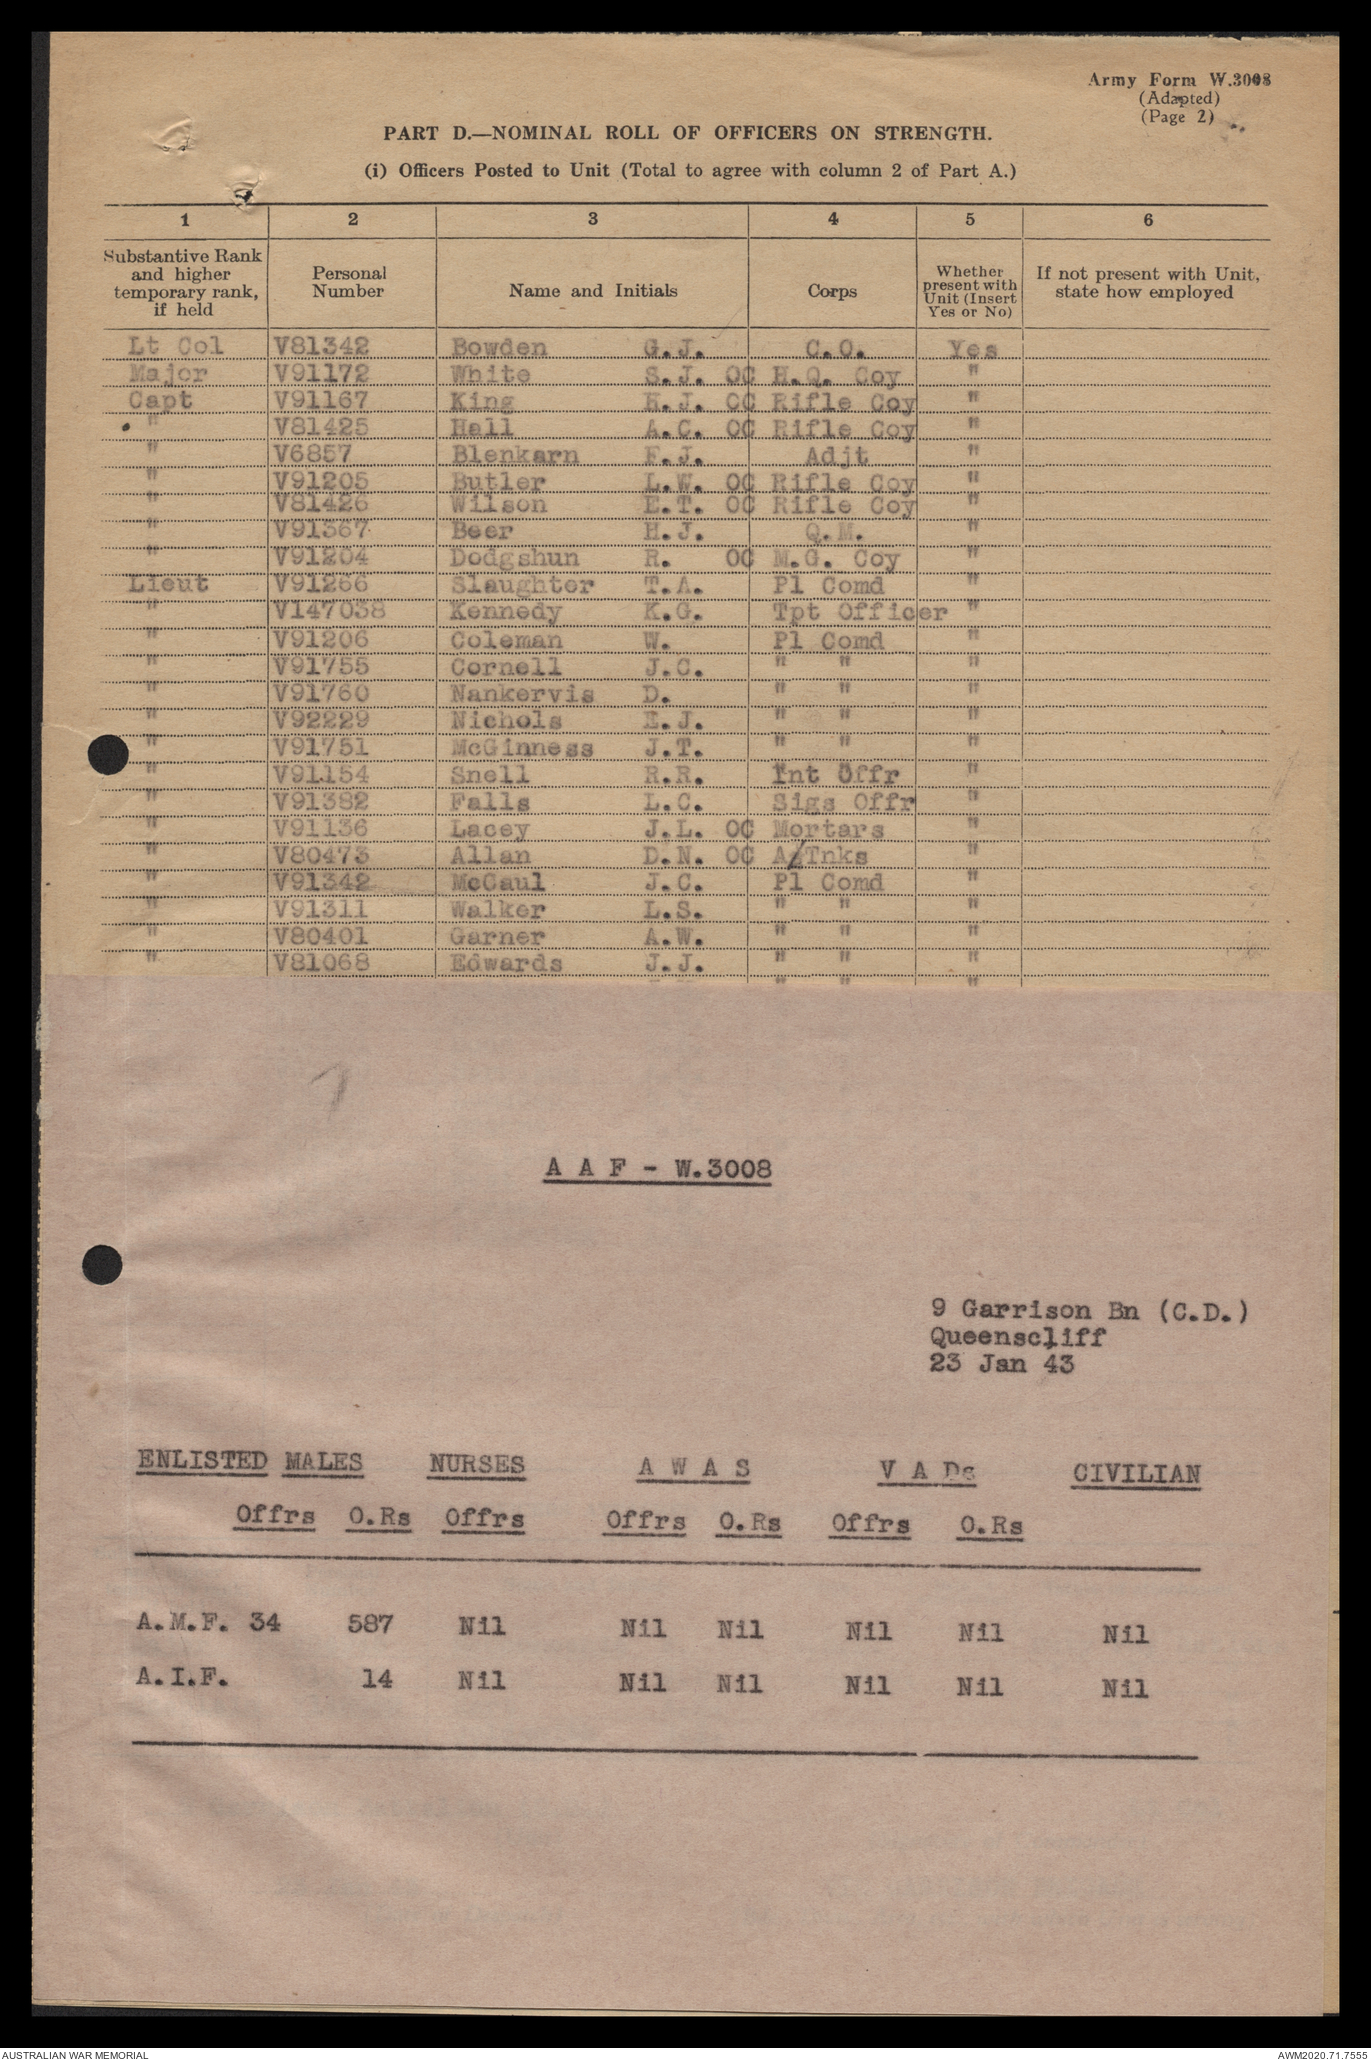 Army Form W.3008
(Adapted)
(Page 2)
PART D.—NOMINAL ROLL OF OFFICERS ON STRENGTH.
(i) Officers Posted to Unit (Total to agree with column 2 of Part A.)
1 2 3 4 5 6
Substantive Rank and higher temporary rank, if held Personal Number Name and Initials Corps Whether present with Unit (Insert Yes or No) If not present with Unit, state how employed
Lt Col V81342 Bowden G.J. C.O. Yes
Major V91172 White S.J. OC H.Q. Coy "
Capt V91167 King H.J. OC Rifle Coy "
" V81425 Hall A.C. OC Rifle Coy "
" V6857 Blenkarn F.J. Adjt "
" V91205 Butler L.W. OC Rifle Coy "
" V81426 Wilson E.T. OC Rifle Coy "
" V91367 Beer H.J. Q.M. "
" V91204 Dodgshun R. OC M.G. Coy "
Lieut V91266 Slaughter T.A. Pl Comd "
" V147038 Kennedy K.G. Tpt Officer "
" V91206 Coleman W. Pl Comd "
" V91755 Cornell J.C. " " "
" V91760 Nankervis D. " " "
" V92229 Nichols E.J. " " "
" V91751 McGinness J.T. " " "
" V91154 Snell R.R. Int Offr "
" V91382 Falls L.C. Sigs Offr "
" V91136 Lacey J.L. OC Mortars "
" V80473 Allan D.N. OC A/Tnks "
" V91342 McCaul J.C. Pl Comd "
" V91311 Walker L.S. " " "
" V80401 Garner A.W. " " "
" V81068 Edwards J.J. " " "
" " "
A A F - W.3008
9 Garrison Bn (C.D.)
Queenscliff
23 Jan 43
ENLISTED MALES NURSES A W A S V A Ds CIVILIAN
Offrs O.Rs Offrs Offrs O.Rs Offrs O.Rs
A.M.F. 34 587 Nil Nil Nil Nil Nil Nil
A.I.F. 14 Nil Nil Nil Nil Nil Nil
AUSTRALIAN WAR MEMORIAL AWM2020.71.7555